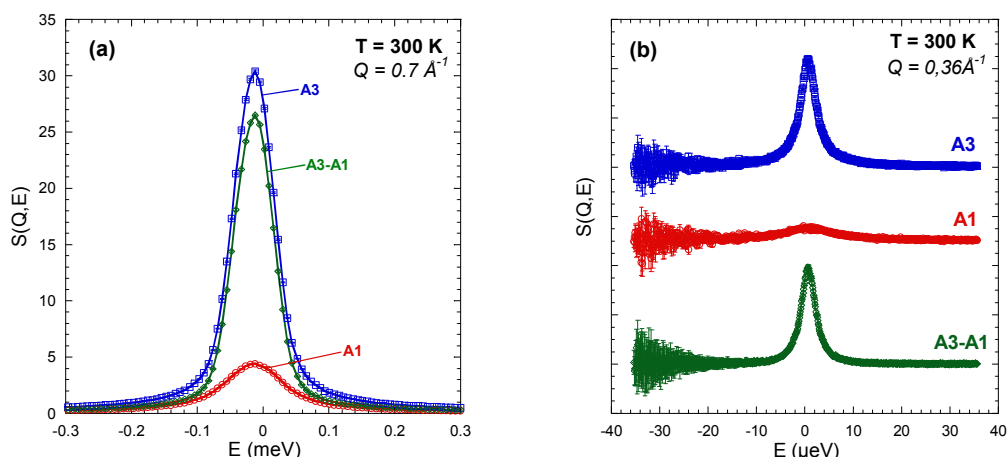 (a)
T = 300 K
Q = 0.7 Å-1
A3
A3-A1
A1
S(Q,E)
35
30
25
20
15
10
5
0
-0.3 -0.2 -0.1 0 0.1 0.2 0.3
E (meV)
(b)
T = 300 K
Q = 0,36Å-1
A3
A1
A3-A1
S(Q,E)
-40 -30 -20 -10 0 10 20 30 40
E (µeV)